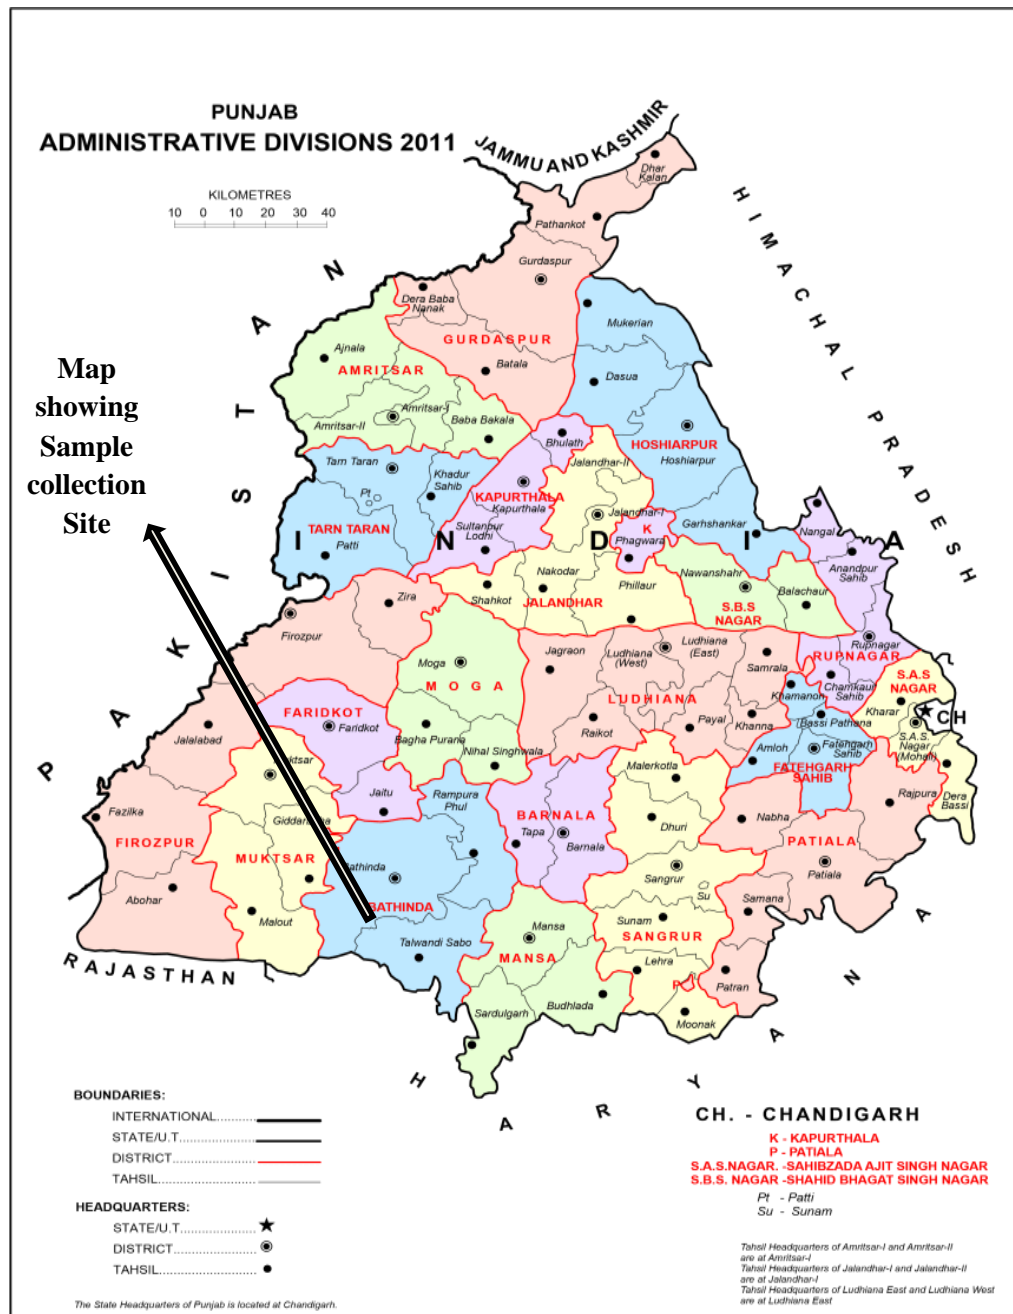 PUNJAB
ADMINISTRATIVE DIVISIONS 2011
KILOMETRES
10 0 10 20 30 40
JAMMU AND KASHMIR
HIMACHAL PRADESH
PAKISTAN
Map
showing
Sample
collection
Site
Dhar
Kalan
Pathankot
Gurdaspur
Dera Baba
Nanak
GURDASPUR
Batala
Mukerian
Dasua
HOSHIARPUR
Hoshiarpur
Garhshankar
Ajnala
AMRITSAR
Amritsar-I
Amritsar-II
Baba Bakala
Tarn Taran
Pt
Khadur
Sahib
TARN TARAN
Patti
Bhulath
KAPURTHALA
Kapurthala
Sultanpur
Lodhi
Jalandhar-II
Jalandhar-I
K
Phagwara
I N D I A
Nakodar
Shahkot
JALANDHAR
Phillaur
Nawanshahr
S.B.S
NAGAR
Balachaur
Nangal
Anandpur
Sahib
Rupnagar
RUPNAGAR
Chamkaur
Sahib
Zira
Firozpur
Moga
MOGA
Bagha Purana
Nihal Singhwala
Jagraon
Ludhiana
(West)
Ludhiana
(East)
LUDHIANA
Raikot
Payal
Samrala
Khanna
Khamanon
Bassi Pathana
Amloh
Fatehgarh
Sahib
FATEHGARH
SAHIB
S.A.S
NAGAR
Kharar
CH
S.A.S.
Nagar
(Mohali)
Dera
Bassi
Rajpura
FARIDKOT
Faridkot
Jaitu
Jalalabad
Fazilka
FIROZPUR
Abohar
MUKTSAR
Malout
Rampura
Phul
BATHINDA
Talwandi Sabo
BARNALA
Tapa
Barnala
Malerkotla
Dhuri
Sangrur
Su
Sunam
SANGRUR
Lehra
P
Moonak
Nabha
PATIALA
Patiala
Samana
Patran
Mansa
MANSA
Budhlada
Sardulgarh
RAJASTHAN
HARYANA
BOUNDARIES:
INTERNATIONAL
STATE/U.T.
DISTRICT
TAHSIL
HEADQUARTERS:
STATE/U.T.
DISTRICT
TAHSIL
The State Headquarters of Punjab is located at Chandigarh.
CH. - CHANDIGARH
K - KAPURTHALA
P - PATIALA
S.A.S.NAGAR. -SAHIBZADA AJIT SINGH NAGAR
S.B.S. NAGAR -SHAHID BHAGAT SINGH NAGAR
Pt - Patti
Su - Sunam
Tahsil Headquarters of Amritsar-I and Amritsar-II
are at Amritsar-I
Tahsil Headquarters of Jalandhar-I and Jalandhar-II
are at Jalandhar-I
Tahsil Headquarters of Ludhiana East and Ludhiana West
are at Ludhiana East